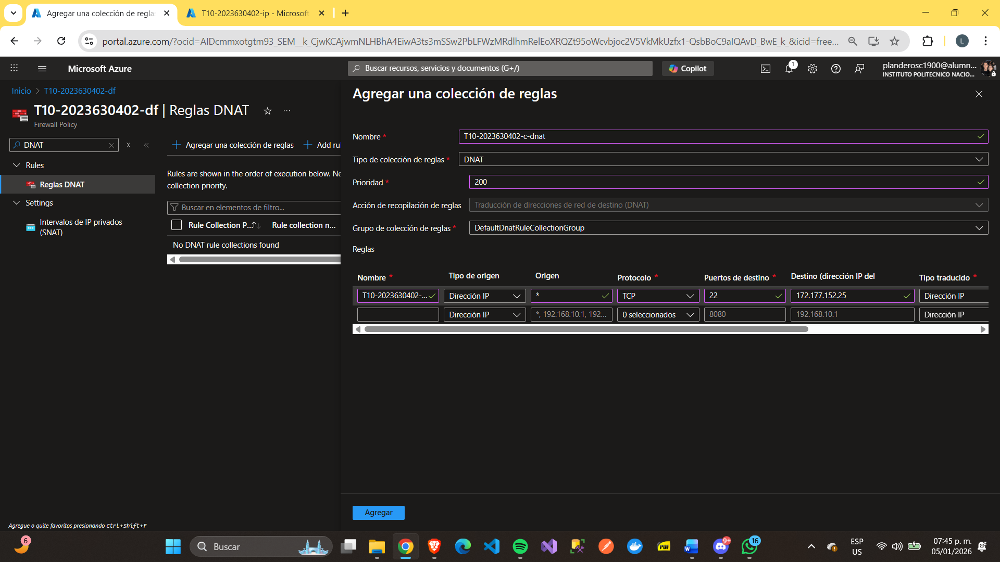 Agregar una colección de regla
T10-2023630402-ip - Microsoft
portal.azure.com/?ocid=AIDcmmxotgtm93_SEM__k_CjwKCAjwmNLHBhA4EiwA3ts3mSSw2PbLFWzMRdlhmRelEoXRQZt95oWcvbjoc2V5VkMkUzfx1-QsbBoC9aIQAvD_BwE_k_&icid=free...
L
Microsoft Azure
Buscar recursos, servicios y documentos (G+/)
Copilot
1
planderosc1900@alumn...
INSTITUTO POLITECNICO NACIO...
Inicio > T10-2023630402-df
T10-2023630402-df | Reglas DNAT
Firewall Policy
DNAT
Rules
Reglas DNAT
Settings
Intervalos de IP privados
(SNAT)
Agregar una colección de reglas
Add ru
Rules are shown in the order of execution below. Ne
collection priority.
Buscar en elementos de filtro...
Rule Collection P...
Rule collection n...
No DNAT rule collections found
Agregar una colección de reglas
Nombre *
T10-2023630402-c-dnat
Tipo de colección de reglas *
DNAT
Prioridad *
200
Acción de recopilación de reglas
Traducción de direcciones de red de destino (DNAT)
Grupo de colección de reglas *
DefaultDnatRuleCollectionGroup
Reglas
Nombre * Tipo de origen Origen Protocolo * Puertos de destino * Destino (dirección IP del Tipo traducido *
T10-2023630402-... Dirección IP * TCP 22 172.177.152.25 Dirección IP
Dirección IP *, 192.168.10.1, 192... 0 seleccionados 8080 192.168.10.1 Dirección IP
Agregar
Agregue o quite favoritos presionando Ctrl+Shift+F
6
Buscar
PDF
W
9+
16
ESP
US
07:45 p. m.
05/01/2026